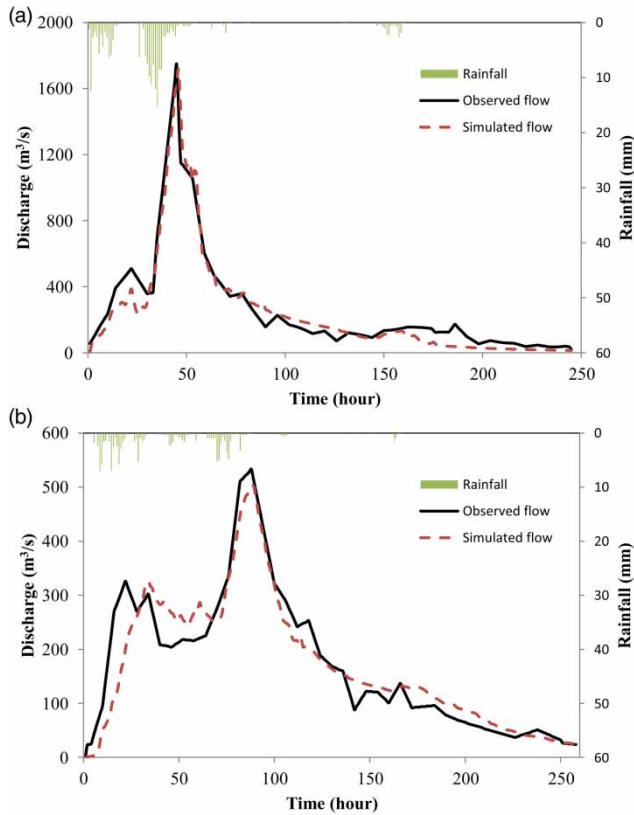 (a)
2000
1600
1200
800
400
0
Discharge (m³/s)
0
10
20
30
40
50
60
Rainfall (mm)
Rainfall
Observed flow
Simulated flow
0
50
100
150
200
250
Time (hour)
(b)
600
500
400
300
200
100
0
Discharge (m³/s)
0
10
20
30
40
50
60
Rainfall (mm)
Rainfall
Observed flow
Simulated flow
0
50
100
150
200
250
Time (hour)